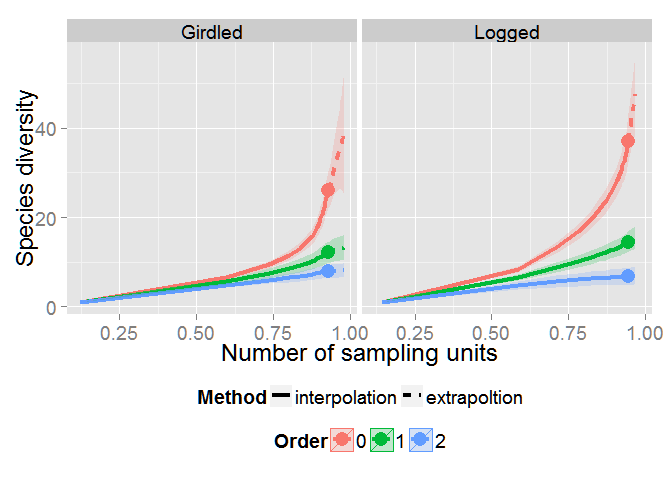 Girdled Logged
Species diversity
40
20
0
0.25 0.50 0.75 1.00 0.25 0.50 0.75 1.00
Number of sampling units
Method interpolation extrapoltion
Order 0 1 2